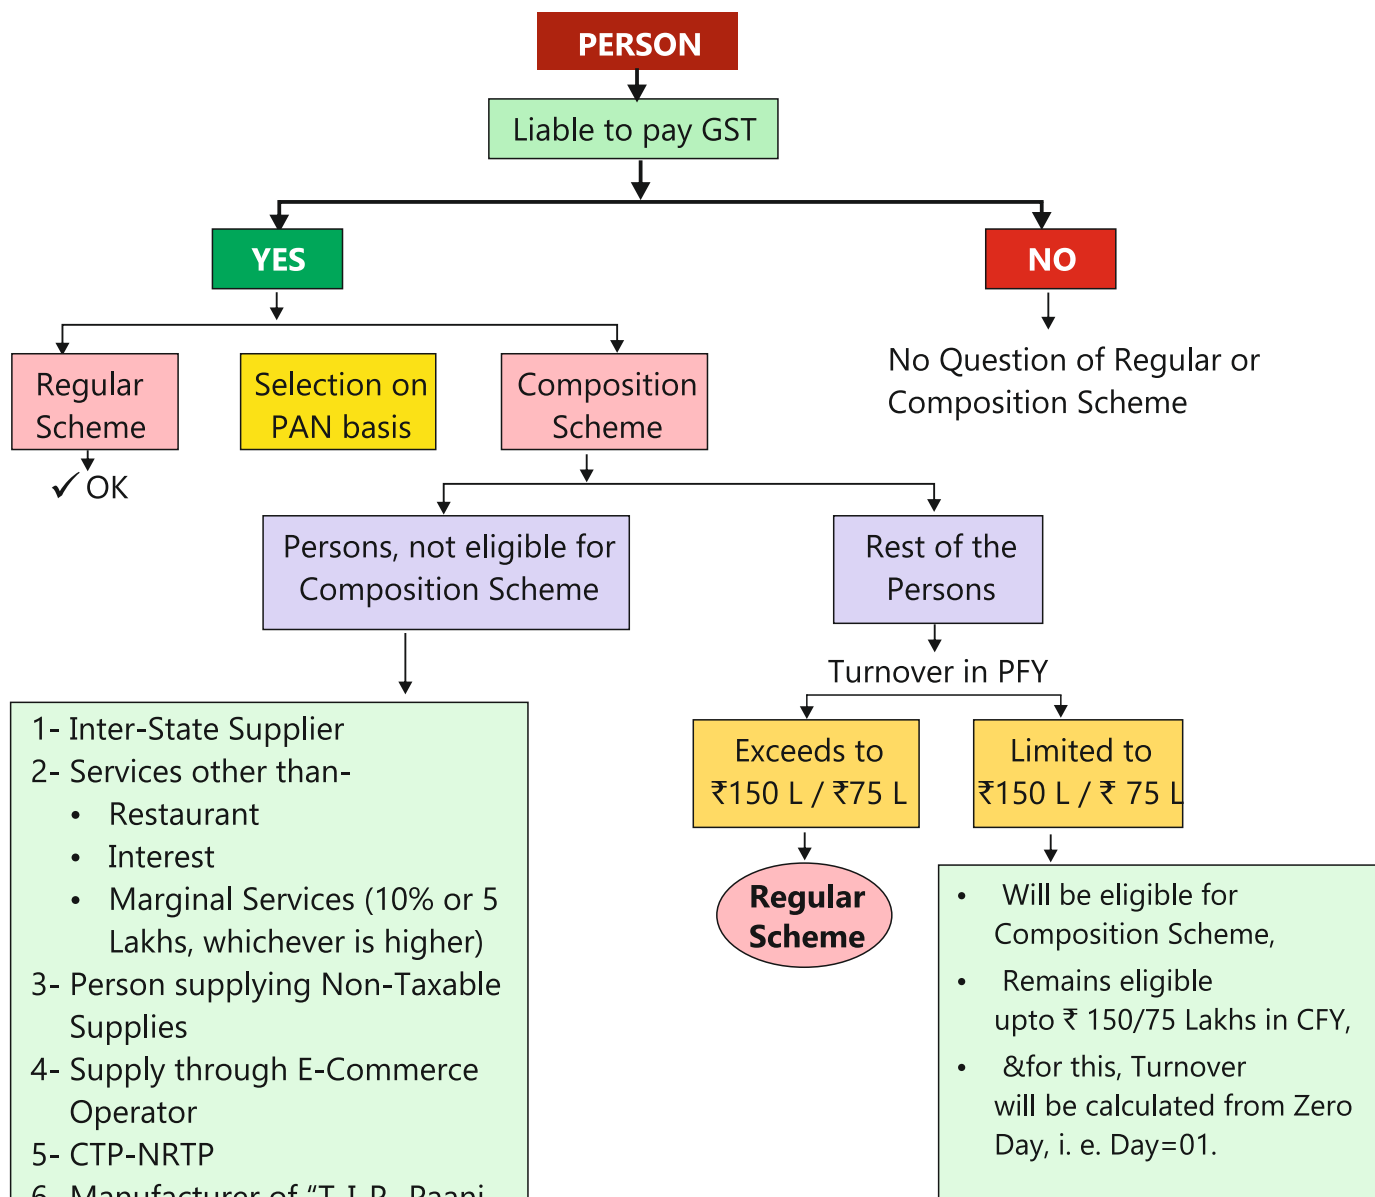 PERSON
Liable to pay GST
YES
NO
Regular
Scheme
✓ OK
Selection on
PAN basis
Composition
Scheme
No Question of Regular or
Composition Scheme
Persons, not eligible for
Composition Scheme
Rest of the
Persons
Turnover in PFY
1- Inter-State Supplier
2- Services other than-
• Restaurant
• Interest
• Marginal Services (10% or 5
Lakhs, whichever is higher)
3- Person supplying Non-Taxable
Supplies
4- Supply through E-Commerce
Operator
5- CTP-NRTP
6- Manufacturer of “T. I. P., Paani
Exceeds to
₹150 L / ₹75 L
Regular
Scheme
Limited to
₹150 L / ₹ 75 L
• Will be eligible for
Composition Scheme,
• Remains eligible
upto ₹ 150/75 Lakhs in CFY,
• &for this, Turnover
will be calculated from Zero
Day, i. e. Day=01.